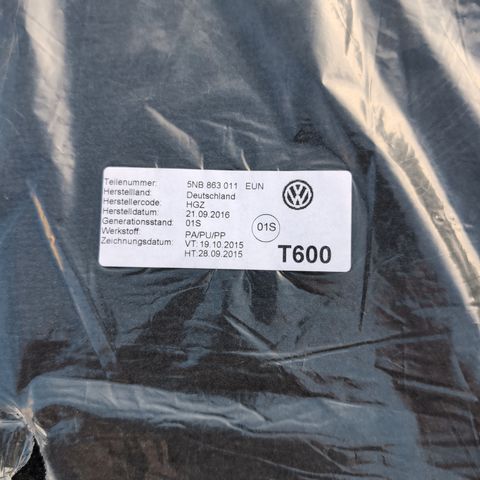 Teilenummer: 5NB 863 011 EUN
Herstellland: Deutschland
Herstellercode: HGZ
Herstelldatum: 21.09.2016
Generationsstand: 01S
Werkstoff: PA/PU/PP
Zeichnungsdatum: VT: 19.10.2015
HT:28.09.2015
01S
T600